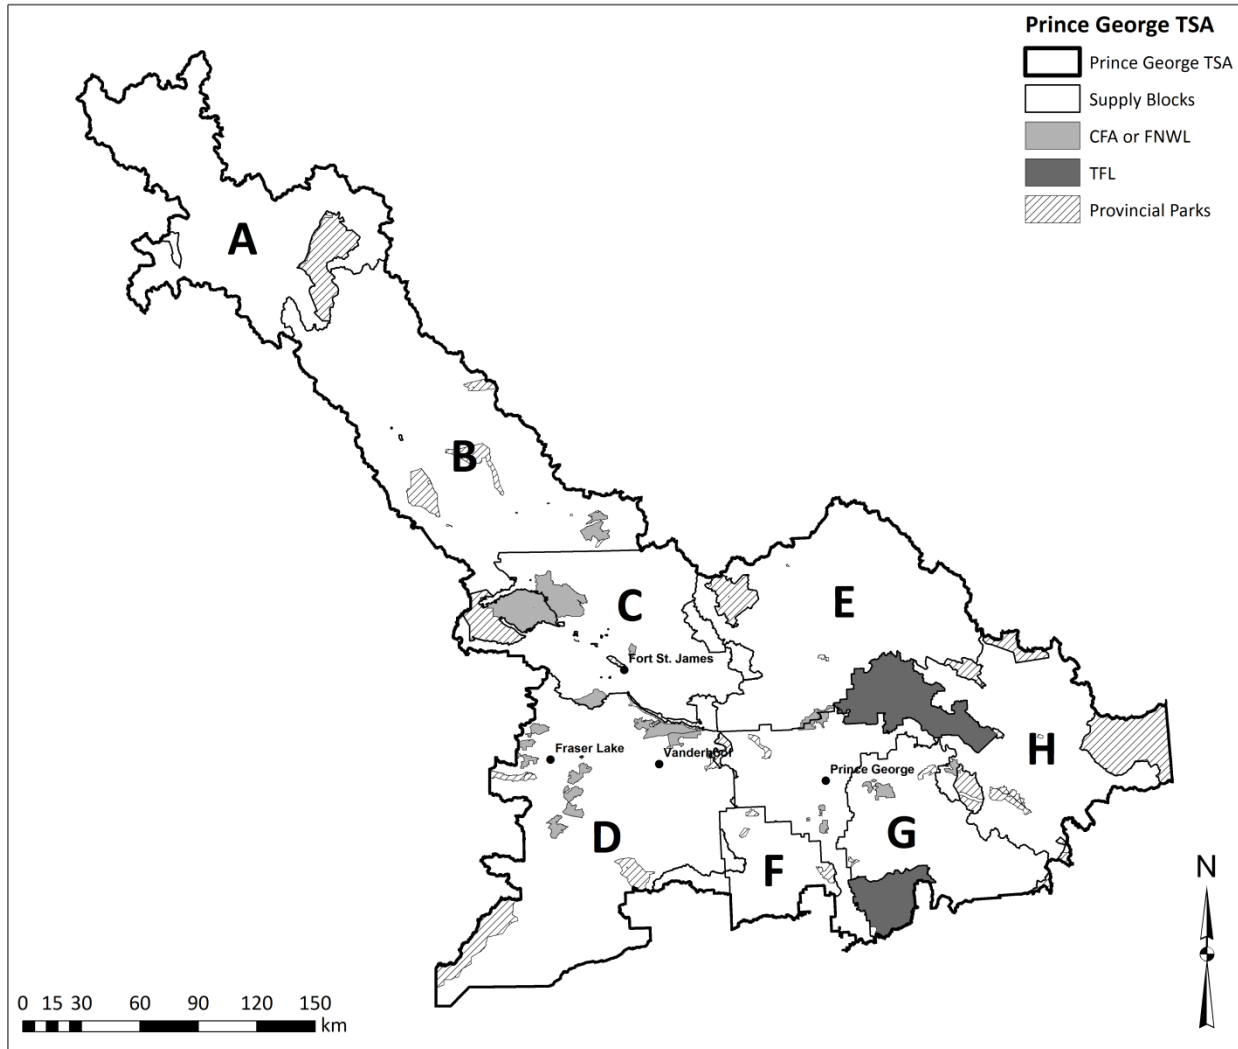 Prince George TSA
Prince George TSA
Supply Blocks
CFA or FNWL
TFL
Provincial Parks
A
B
C
E
Fort St. James
H
Fraser Lake
Vanderhoof
Prince George
D
G
F
N
0 15 30 60 90 120 150
km